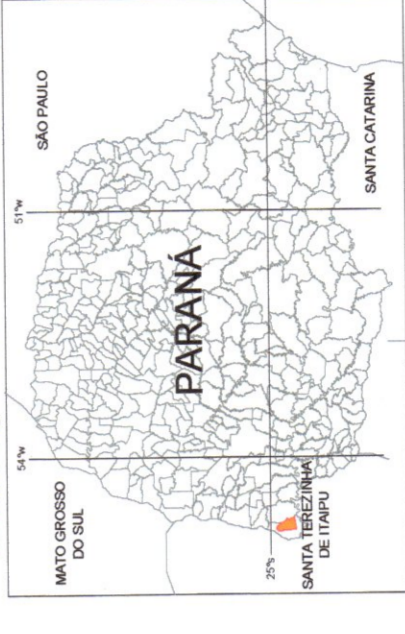 SÃO PAULO
51°w
54°w
MATO GROSSO
DO SUL
PARANÁ
25°s
SANTA TEREZINHA
DE ITAIPU
SANTA CATARINA